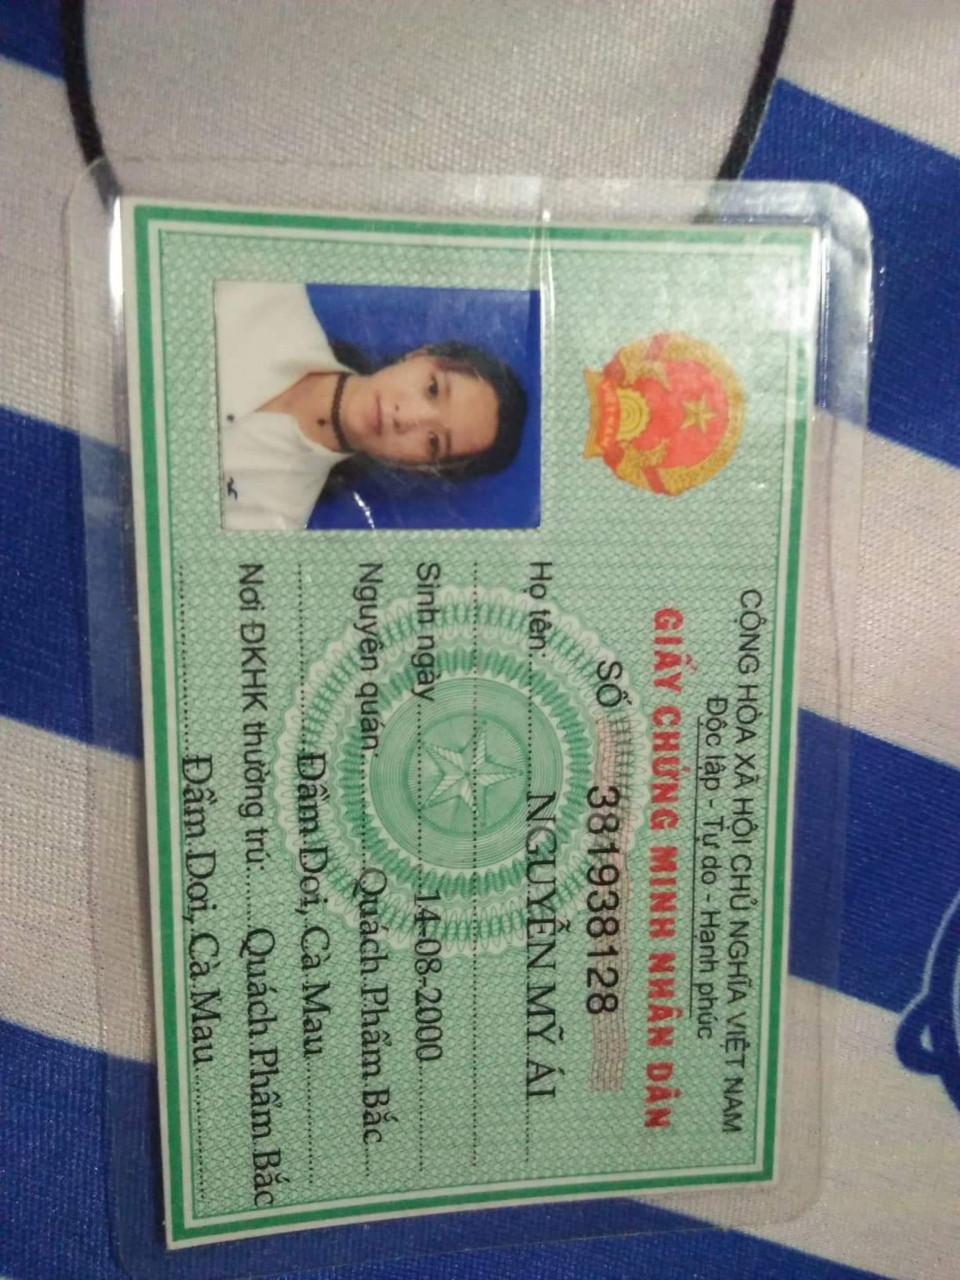 CỘNG HÒA XÃ HỘI CHỦ NGHĨA VIỆT NAM
Độc lập - Tự do - Hạnh phúc
GIẤY CHỨNG MINH NHÂN DÂN
SỐ 381938128
Họ tên: NGUYỄN MỸ ÁI
Sinh ngày 14-08-2000
Nguyên quán Quách Phẩm Bắc
Đầm Dơi, Cà Mau
Nơi ĐKHK thường trú: Quách Phẩm Bắc
Đầm Dơi, Cà Mau